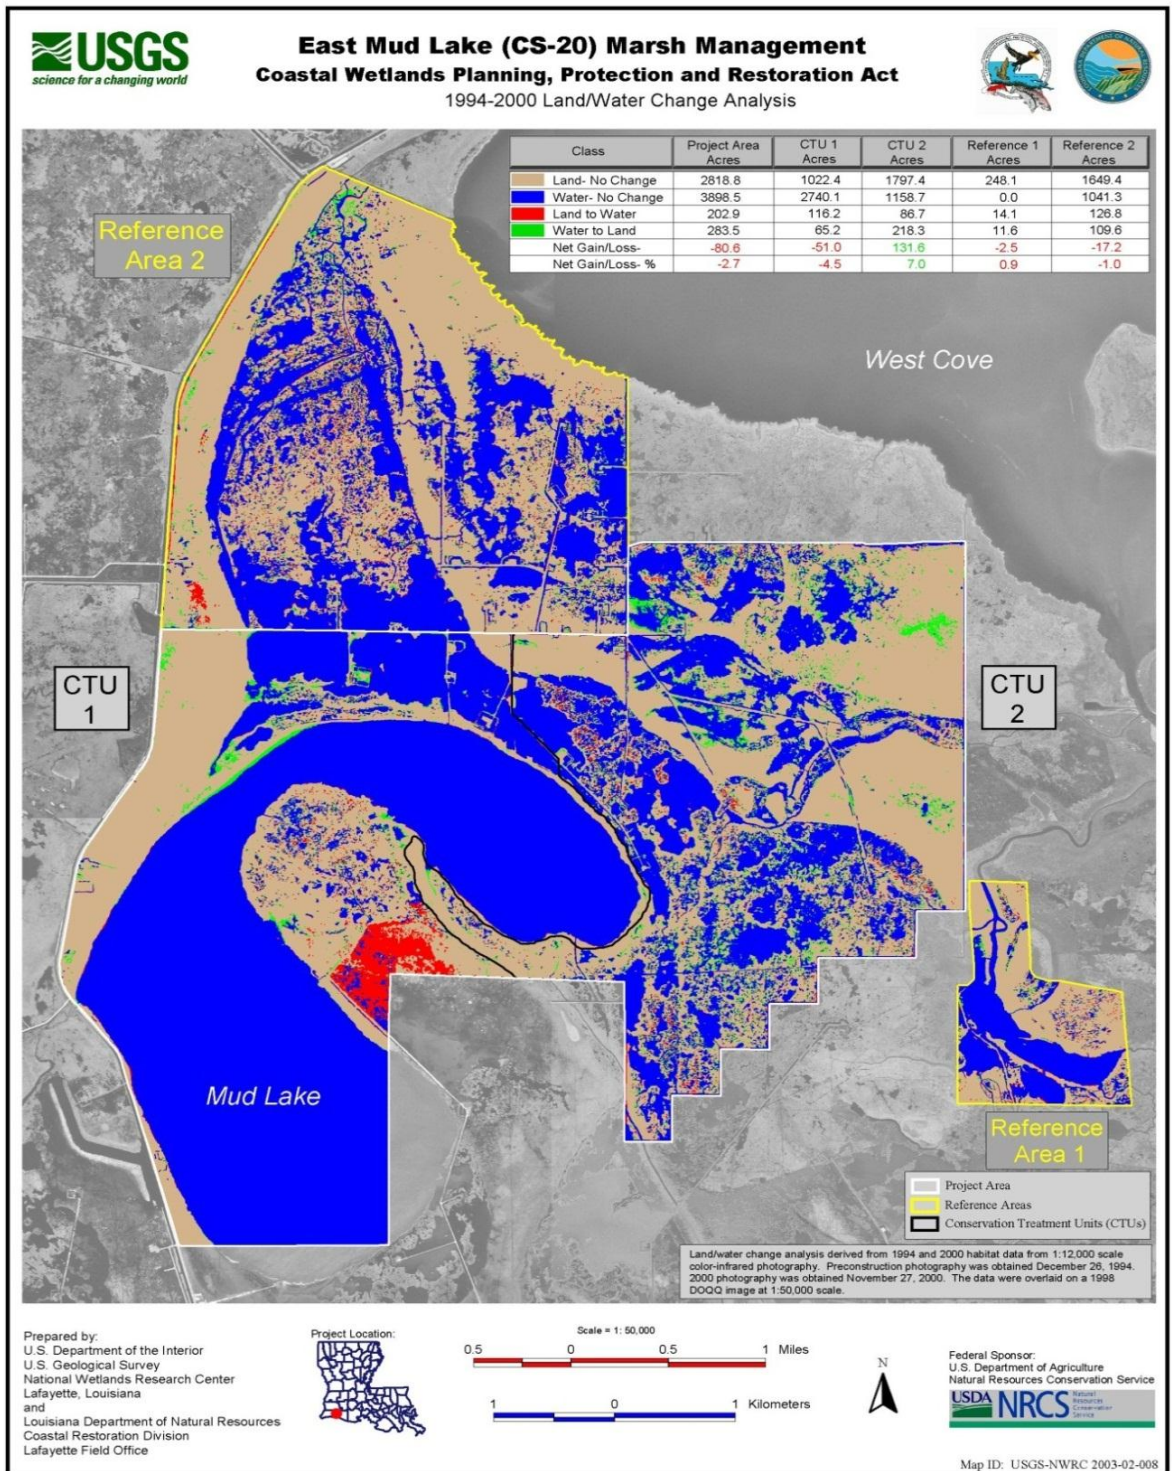 USGS
science for a changing world
East Mud Lake (CS-20) Marsh Management
Coastal Wetlands Planning, Protection and Restoration Act
1994-2000 Land/Water Change Analysis
Class Project Area Acres CTU 1 Acres CTU 2 Acres Reference 1 Acres Reference 2 Acres
Land- No Change 2818.8 1022.4 1797.4 248.1 1649.4
Water- No Change 3898.5 2740.1 1158.7 0.0 1041.3
Land to Water 202.9 116.2 86.7 14.1 126.8
Water to Land 283.5 65.2 218.3 11.6 109.6
Net Gain/Loss- -80.6 -51.0 131.6 -2.5 -17.2
Net Gain/Loss- % -2.7 -4.5 7.0 0.9 -1.0
Reference
Area 2
West Cove
CTU
1
CTU
2
Mud Lake
Reference
Area 1
Project Area
Reference Areas
Conservation Treatment Units (CTUs)
Land/water change analysis derived from 1994 and 2000 habitat data from 1:12,000 scale
color-infrared photography. Preconstruction photography was obtained December 26, 1994.
2000 photography was obtained November 27, 2000. The data were overlaid on a 1998
DOQQ image at 1:50,000 scale.
Prepared by:
U.S. Department of the Interior
U.S. Geological Survey
National Wetlands Research Center
Lafayette, Louisiana
and
Louisiana Department of Natural Resources
Coastal Restoration Division
Lafayette Field Office
Project Location:
Scale = 1: 50,000
0.5 0 0.5 1 Miles
1 0 1 Kilometers
N
Federal Sponsor:
U.S. Department of Agriculture
Natural Resources Conservation Service
USDA NRCS
Natural
Resources
Conservation
Service
Map ID: USGS-NWRC 2003-02-008